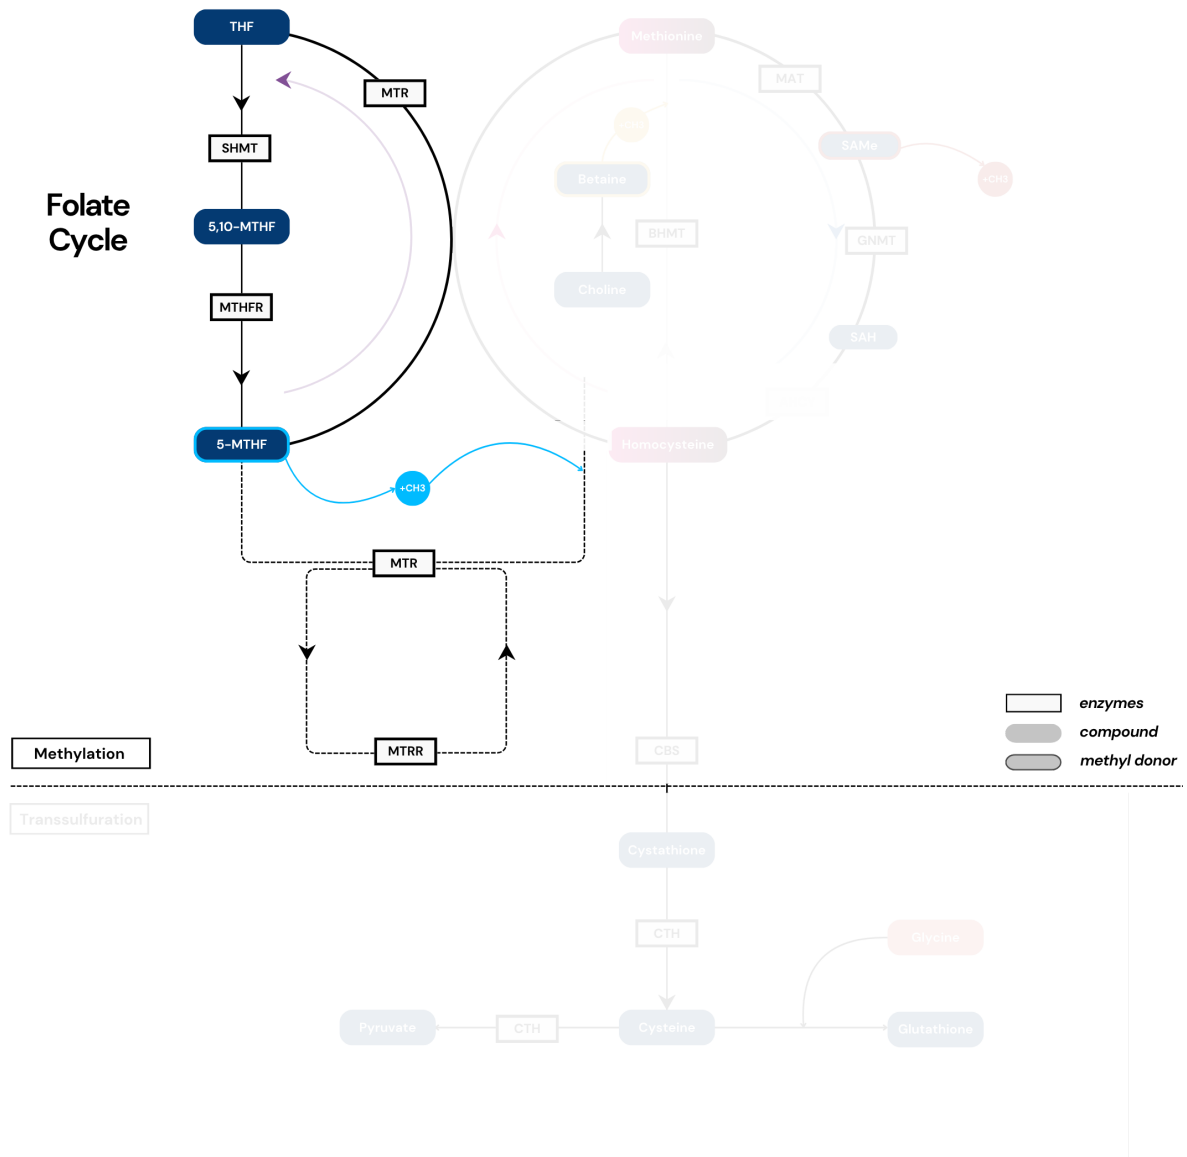 THF
Methionine
MTR
MAT
SHMT
SAMe
+CH3
Betaine
Folate
Cycle
5,10-MTHF
BHMT
GNMT
Choline
MTHFR
SAH
5-MTHF
Homocysteine
+CH3
MTR
enzymes
compound
methyl donor
Methylation
MTRR
CBS
Transsulfuration
Cystathione
CTH
Glycine
Pyruvate
CTH
Cysteine
Glutathione